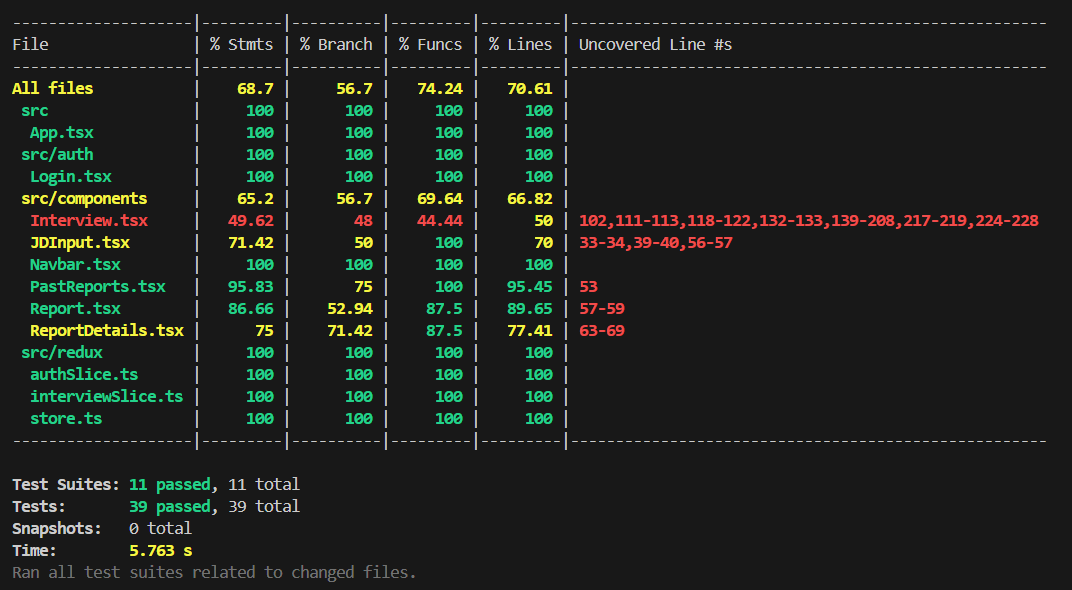 --------------------|---------|----------|---------|---------|-----------------------------------------------------
File                | % Stmts | % Branch | % Funcs | % Lines | Uncovered Line #s
--------------------|---------|----------|---------|---------|-----------------------------------------------------
All files           |    68.7 |     56.7 |   74.24 |   70.61 |
 src                |     100 |      100 |     100 |     100 |
  App.tsx           |     100 |      100 |     100 |     100 |
 src/auth           |     100 |      100 |     100 |     100 |
  Login.tsx         |     100 |      100 |     100 |     100 |
 src/components     |    65.2 |     56.7 |   69.64 |   66.82 |
  Interview.tsx     |   49.62 |       48 |   44.44 |      50 | 102,111-113,118-122,132-133,139-208,217-219,224-228
  JDInput.tsx       |   71.42 |       50 |     100 |      70 | 33-34,39-40,56-57
  Navbar.tsx        |     100 |      100 |     100 |     100 |
  PastReports.tsx   |   95.83 |       75 |     100 |   95.45 | 53
  Report.tsx        |   86.66 |    52.94 |    87.5 |   89.65 | 57-59
  ReportDetails.tsx |      75 |    71.42 |    87.5 |   77.41 | 63-69
 src/redux          |     100 |      100 |     100 |     100 |
  authSlice.ts      |     100 |      100 |     100 |     100 |
  interviewSlice.ts |     100 |      100 |     100 |     100 |
  store.ts          |     100 |      100 |     100 |     100 |
--------------------|---------|----------|---------|---------|-----------------------------------------------------
Test Suites: 11 passed, 11 total
Tests:       39 passed, 39 total
Snapshots:   0 total
Time:        5.763 s
Ran all test suites related to changed files.